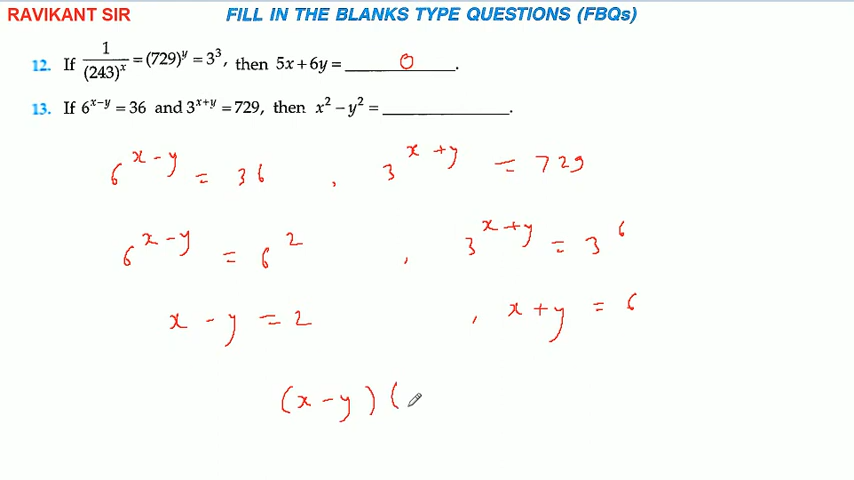 RAVIKANT SIR FILL IN THE BLANKS TYPE QUESTIONS (FBQs)
12. If 1/(243)^x = (729)^y = 3^3, then 5x + 6y = ____0____.
13. If 6^(x–y) = 36 and 3^(x+y) = 729, then x^2 – y^2 = __________.
6^(x – y) = 36 , 3^(x + y) = 729
6^(x – y) = 6^2 , 3^(x + y) = 3^6
x – y = 2 , x + y = 6
(x – y) (